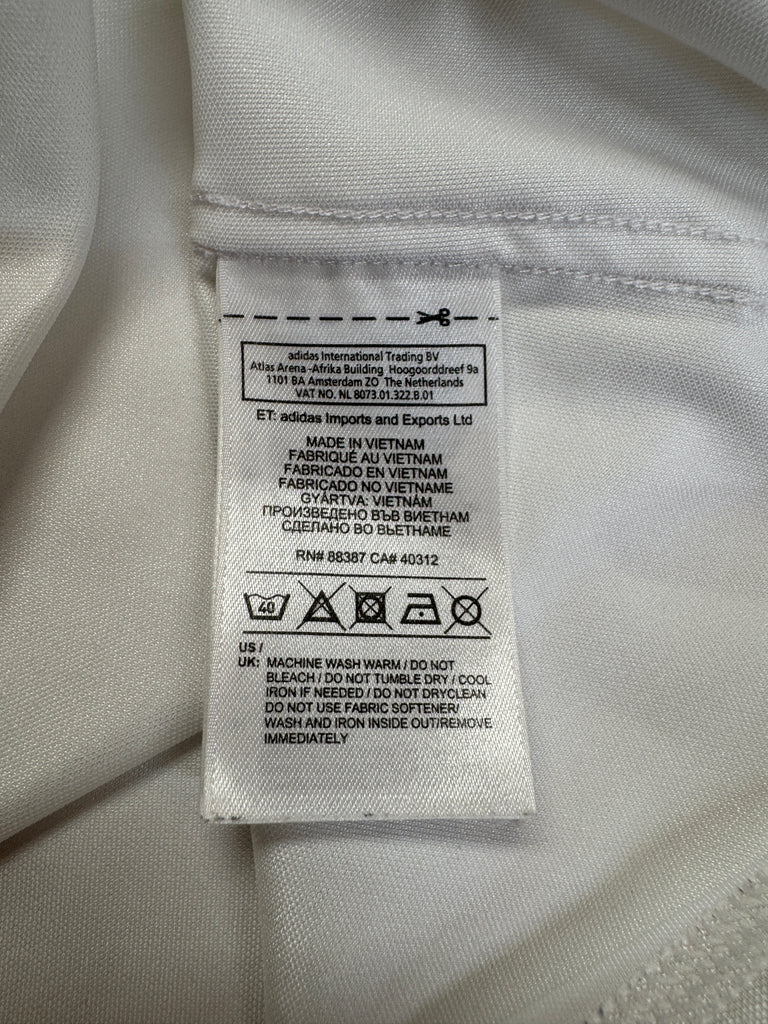 adidas International Trading BV
Atlas Arena -Afrika Building Hoogoorddreef 9a
1101 BA Amsterdam ZO The Netherlands
VAT NO. NL 8073.01.322.B.01
ET: adidas Imports and Exports Ltd
MADE IN VIETNAM
FABRIQUÉ AU VIETNAM
FABRICADO EN VIETNAM
FABRICADO NO VIETNAME
GYÁRTVA: VIETNÁM
ПРОИЗВЕДЕНО ВЪВ ВИЕТНАМ
СДЕЛАНО ВО ВЬЕТНАМЕ
RN# 88387 CA# 40312
40
US /
UK: MACHINE WASH WARM / DO NOT
BLEACH / DO NOT TUMBLE DRY / COOL
IRON IF NEEDED / DO NOT DRYCLEAN
DO NOT USE FABRIC SOFTENER/
WASH AND IRON INSIDE OUT/REMOVE
IMMEDIATELY